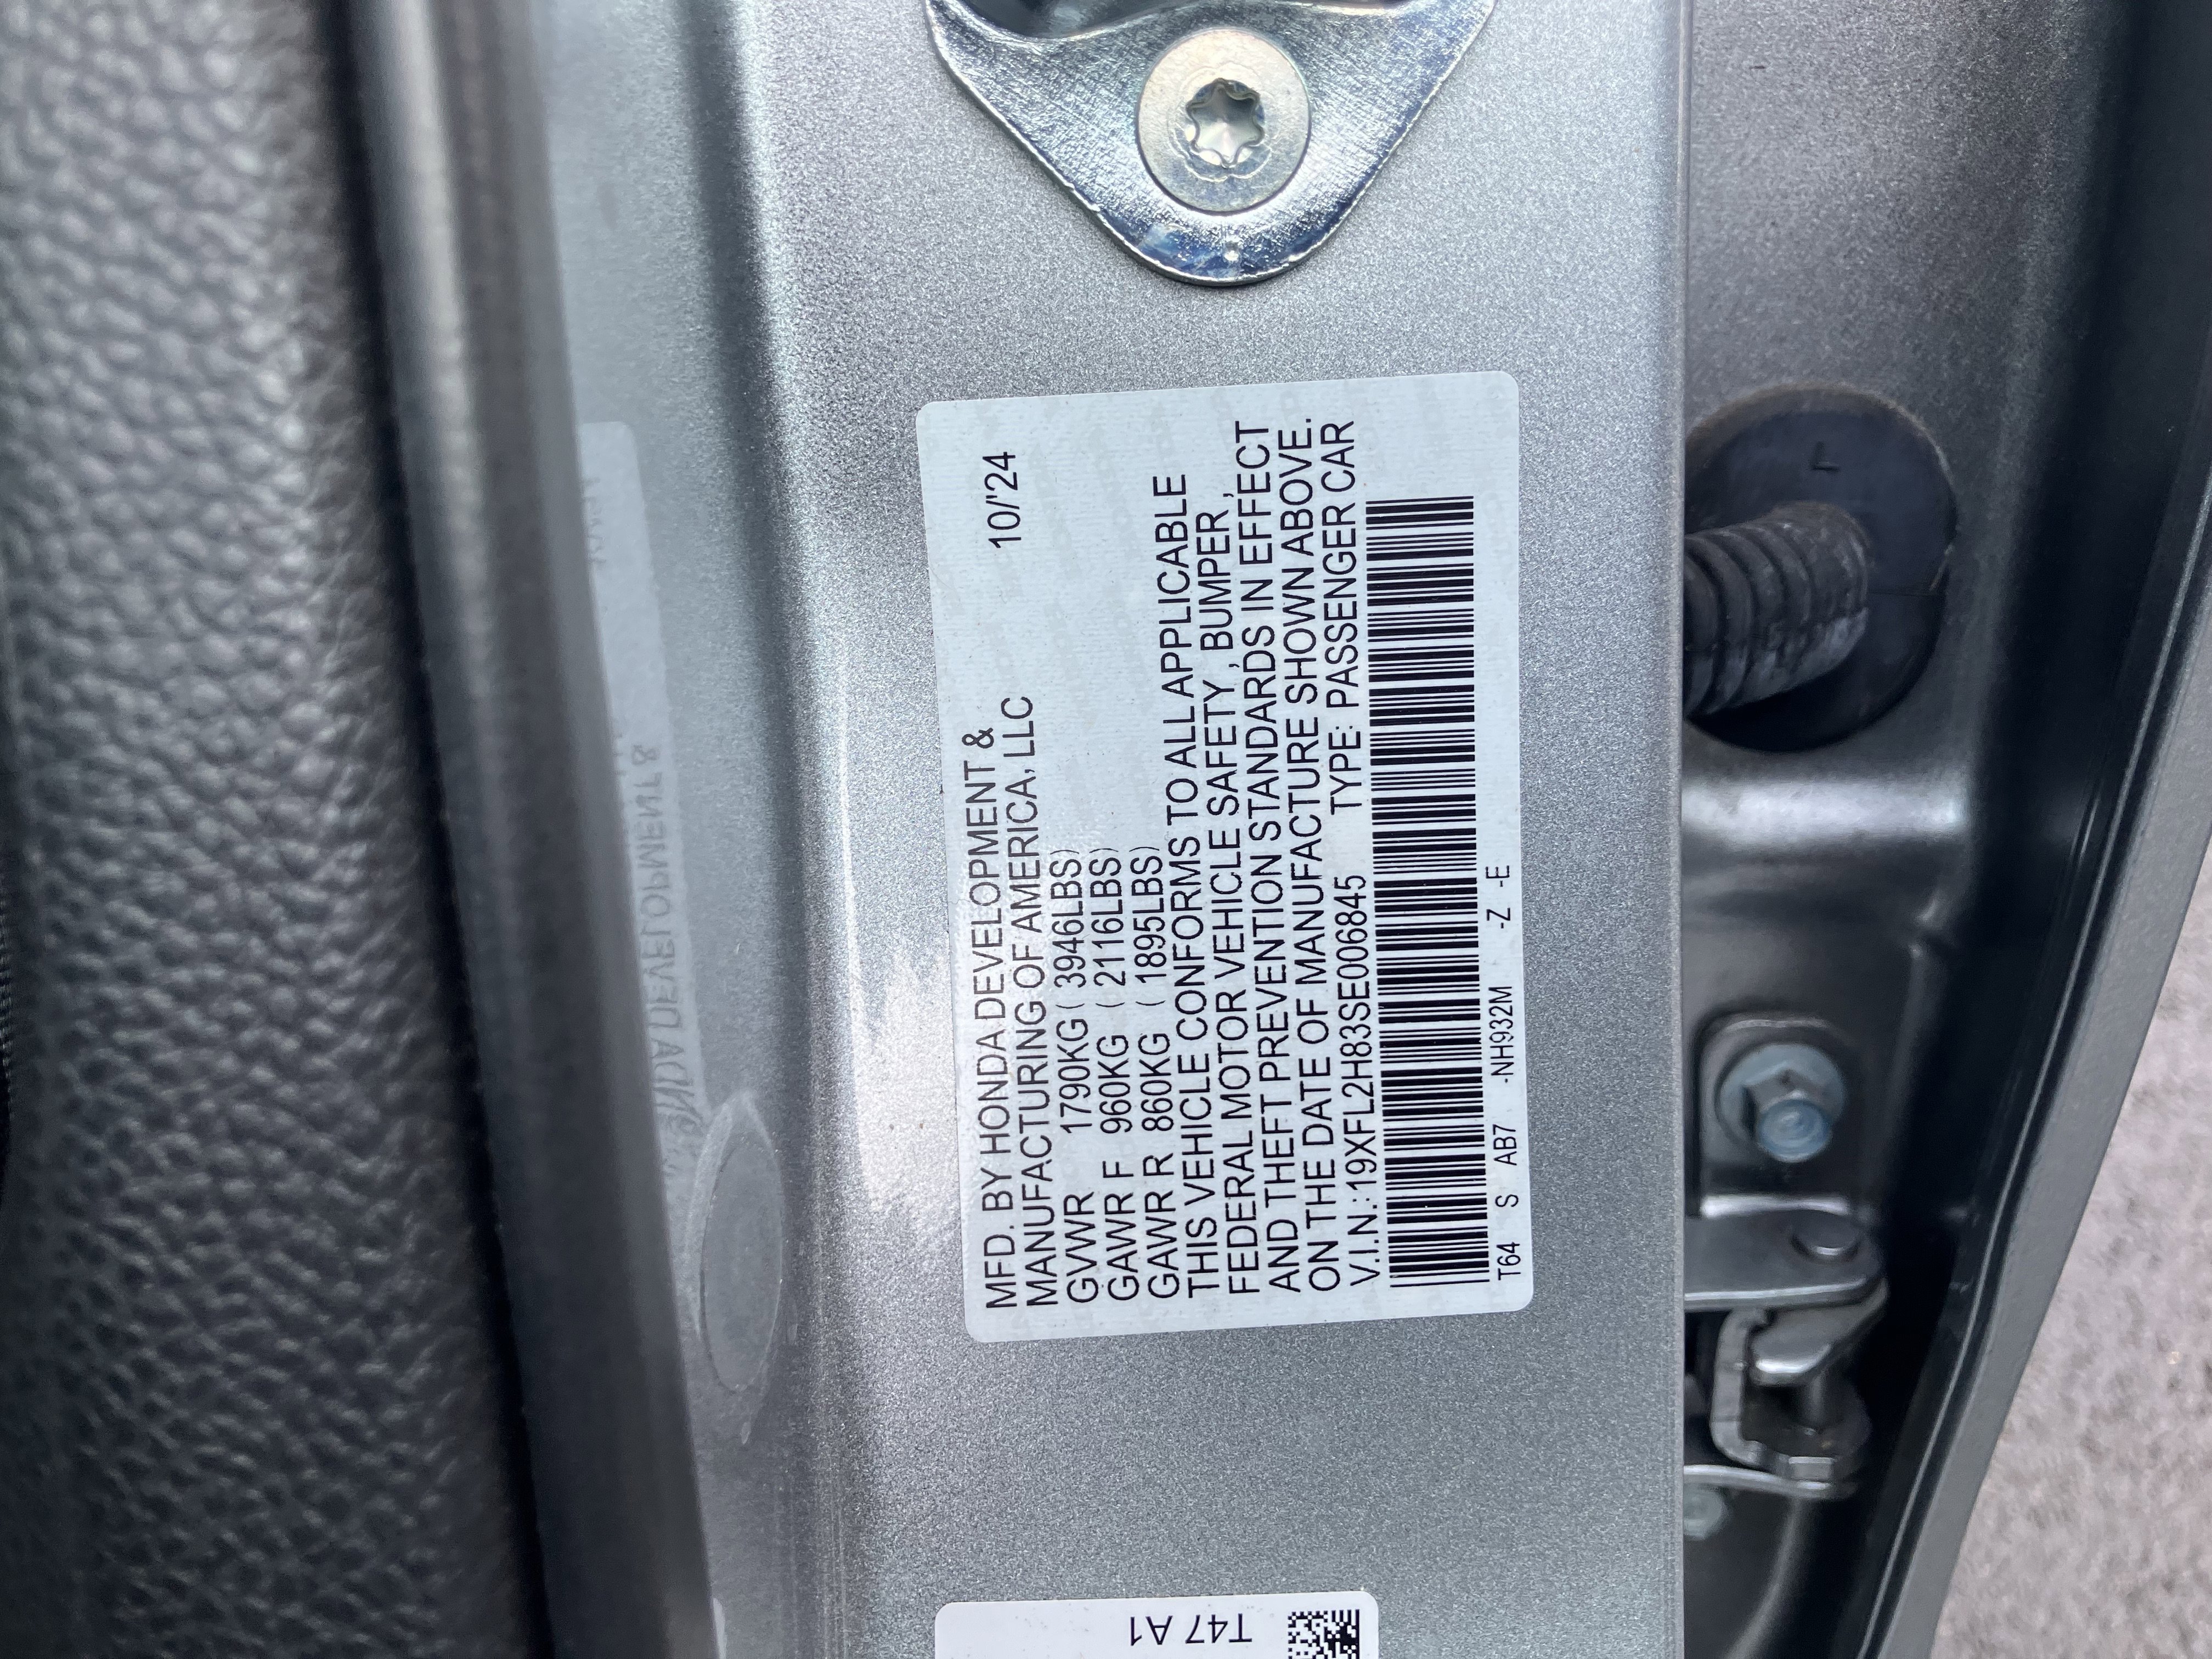 MFD. BY HONDA DEVELOPMENT & 10/'24
MANUFACTURING OF AMERICA, LLC
GVWR 1790KG ( 3946LBS)
GAWR F 960KG ( 2116LBS)
GAWR R 860KG ( 1895LBS)
THIS VEHICLE CONFORMS TO ALL APPLICABLE
FEDERAL MOTOR VEHICLE SAFETY, BUMPER,
AND THEFT PREVENTION STANDARDS IN EFFECT
ON THE DATE OF MANUFACTURE SHOWN ABOVE.
V.I.N.:19XFL2H83SE006845 TYPE: PASSENGER CAR
T64 S AB7 -NH932M -Z -E
T47 A1
L